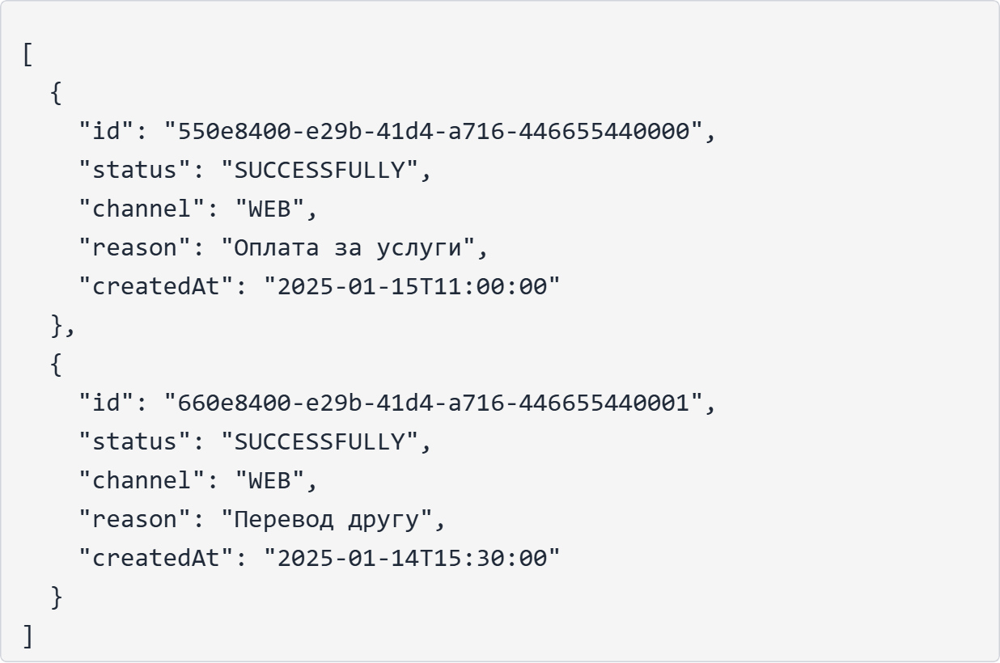 [
  {
    "id": "550e8400-e29b-41d4-a716-446655440000",
    "status": "SUCCESSFULLY",
    "channel": "WEB",
    "reason": "Оплата за услуги",
    "createdAt": "2025-01-15T11:00:00"
  },
  {
    "id": "660e8400-e29b-41d4-a716-446655440001",
    "status": "SUCCESSFULLY",
    "channel": "WEB",
    "reason": "Перевод другу",
    "createdAt": "2025-01-14T15:30:00"
  }
]